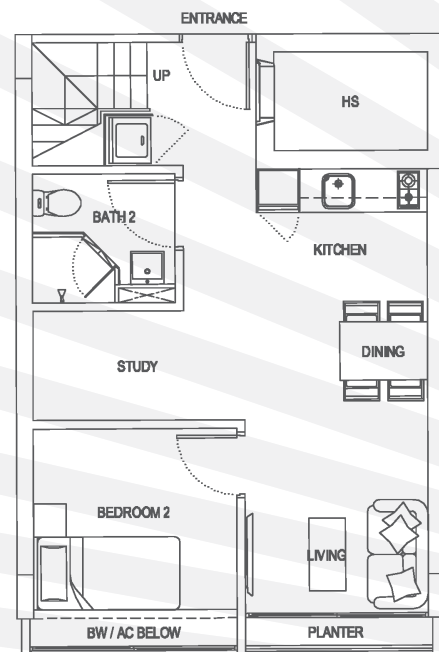 ENTRANCE
UP
HS
BATH 2
KITCHEN
DINING
STUDY
BEDROOM 2
LIVING
BW / AC BELOW
PLANTER